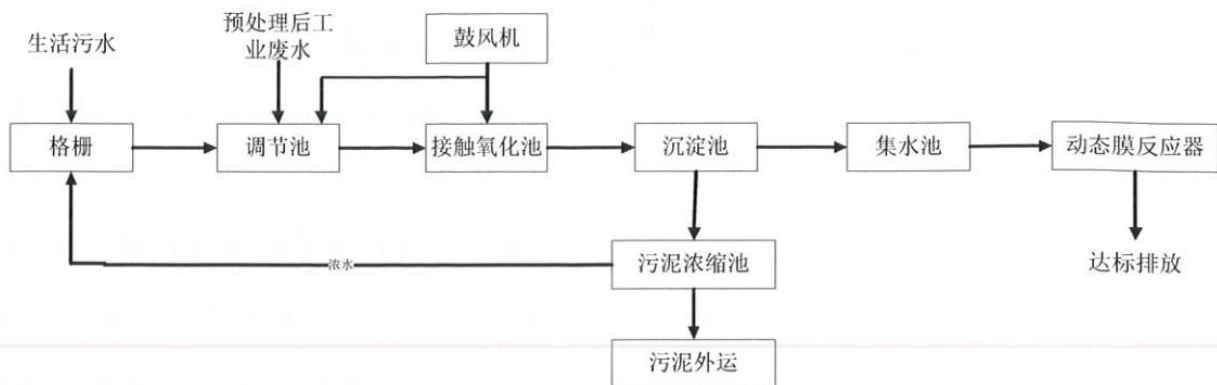 生活污水
预处理后工
业废水
鼓风机
格栅
调节池
接触氧化池
沉淀池
集水池
动态膜反应器
浓水
污泥浓缩池
达标排放
污泥外运